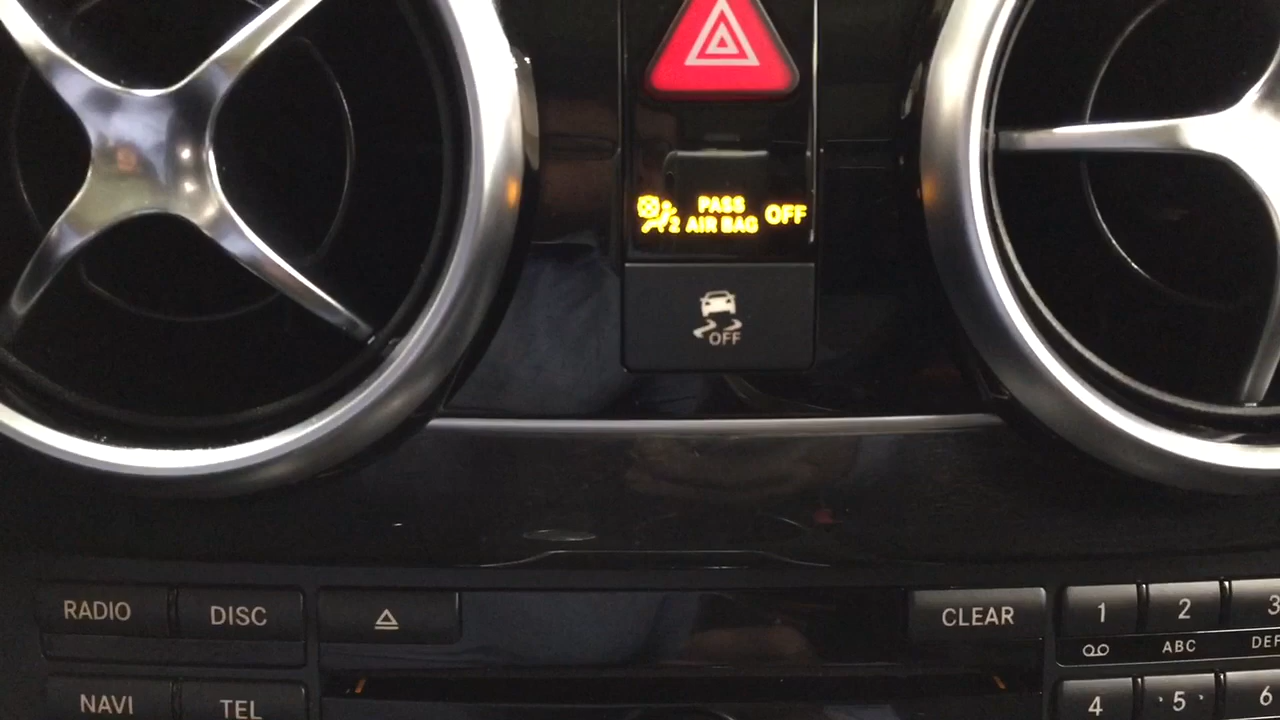 PASS
2 AIR BAG OFF
OFF
RADIO DISC CLEAR 1 2 3
ABC DEF
NAVI TEL 4 5 6